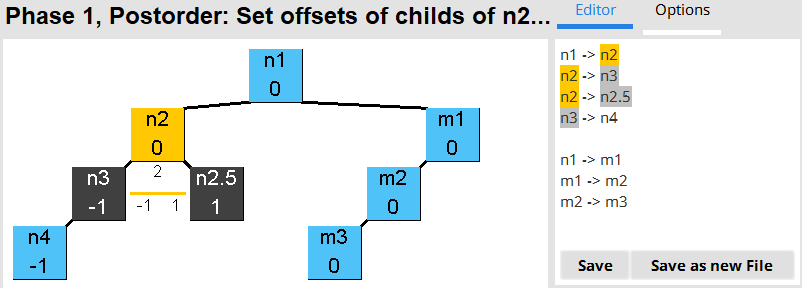 Phase 1, Postorder: Set offsets of childs of n2...
Editor
Options
n1
0
n2
0
m1
0
n3
-1
2
-1 1
n2.5
1
m2
0
n4
-1
m3
0
n1 -> n2
n2 -> n3
n2 -> n2.5
n3 -> n4
n1 -> m1
m1 -> m2
m2 -> m3
Save
Save as new File